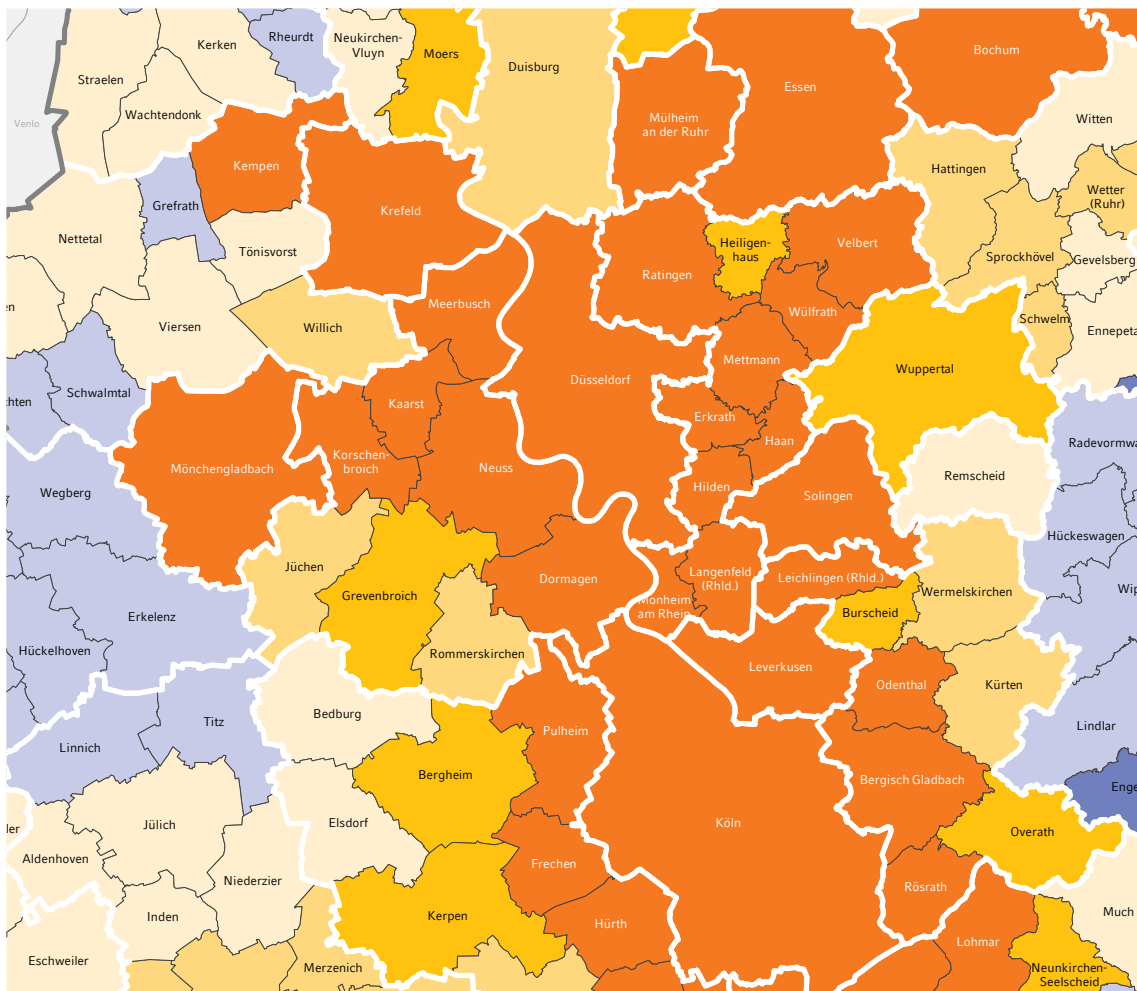 Rheurdt
Kerken
Neukirchen-
Vluyn
Moers
Duisburg
Bochum
Straelen
Essen
Wachtendonk
Venlo
Mülheim
an der Ruhr
Witten
Kempen
Hattingen
Wetter
(Ruhr)
Grefrath
Krefeld
Nettetal
Tönisvorst
Heiligen-
haus
Velbert
Sprockhövel
Gevelsberg
Ratingen
en
Meerbusch
Wülfrath
Viersen
Willich
Schwelm
Ennepeta
Mettmann
Wuppertal
Düsseldorf
Schwalmtal
chten
Kaarst
Erkrath
Haan
Radevormwa
Korschen-
broich
Mönchengladbach
Neuss
Remscheid
Wegberg
Hilden
Solingen
Hückeswagen
Jüchen
Dormagen
Langenfeld
(Rhld.)
Leichlingen (Rhld.)
Wermelskirchen
Wip
Grevenbroich
Monheim
am Rhein
Burscheid
Erkelenz
Hückelhoven
Rommerskirchen
Leverkusen
Odenthal
Kürten
Bedburg
Titz
Pulheim
Lindlar
Linnich
Bergheim
Bergisch Gladbach
Enge
Jülich
Elsdorf
Köln
Overath
ler
Aldenhoven
Frechen
Niederzier
Rösrath
Inden
Kerpen
Hürth
Much
Lohmar
Eschweiler
Merzenich
Neunkirchen-
Seelscheid